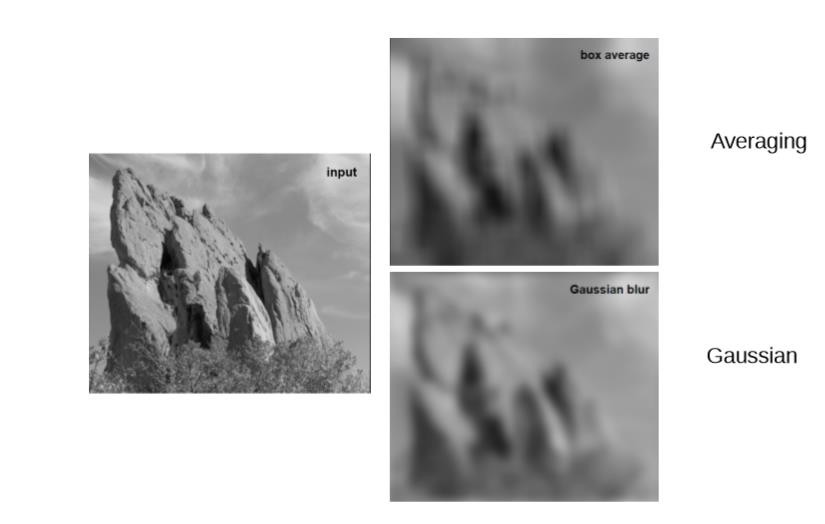 box average
Averaging
input
Gaussian blur
Gaussian